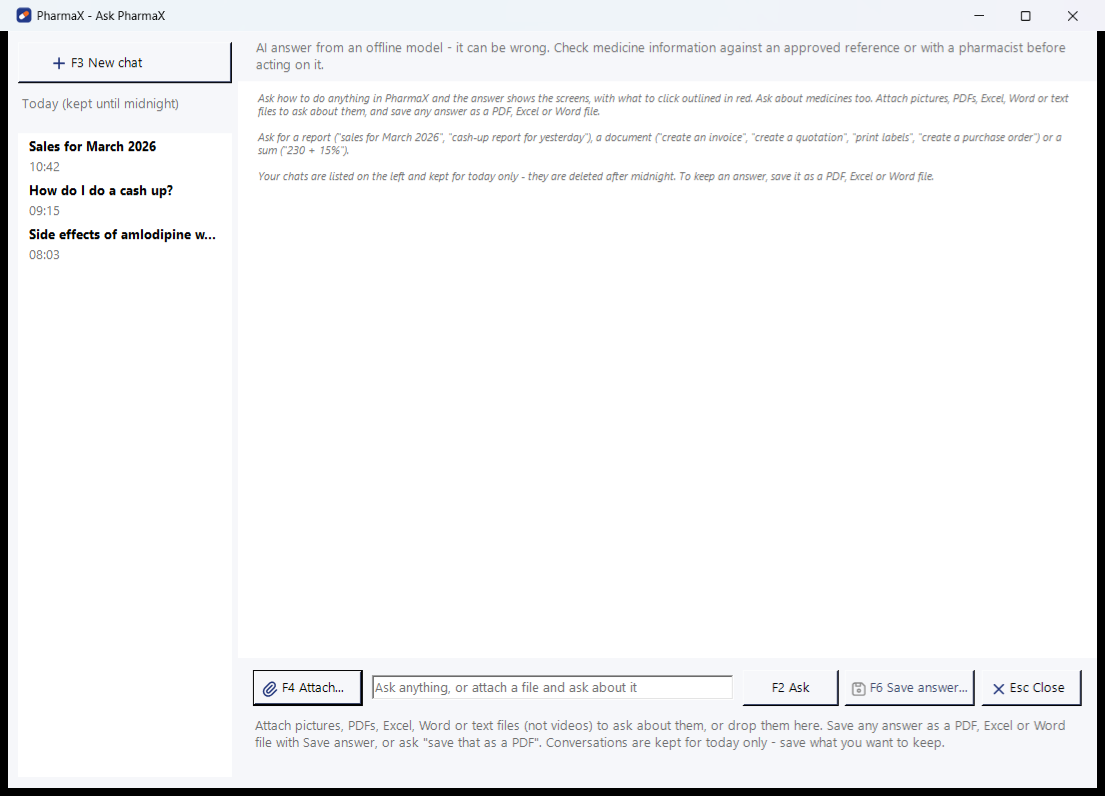 PharmaX - Ask PharmaX
F3 New chat
Today (kept until midnight)
Sales for March 2026
10:42
How do I do a cash up?
09:15
Side effects of amlodipine w...
08:03
AI answer from an offline model - it can be wrong. Check medicine information against an approved reference or with a pharmacist before
acting on it.
Ask how to do anything in PharmaX and the answer shows the screens, with what to click outlined in red. Ask about medicines too. Attach pictures, PDFs, Excel, Word or text
files to ask about them, and save any answer as a PDF, Excel or Word file.
Ask for a report ("sales for March 2026", "cash-up report for yesterday"), a document ("create an invoice", "create a quotation", "print labels", "create a purchase order") or a
sum ("230 + 15%").
Your chats are listed on the left and kept for today only - they are deleted after midnight. To keep an answer, save it as a PDF, Excel or Word file.
F4 Attach...
Ask anything, or attach a file and ask about it
F2 Ask
F6 Save answer...
Esc Close
Attach pictures, PDFs, Excel, Word or text files (not videos) to ask about them, or drop them here. Save any answer as a PDF, Excel or Word
file with Save answer, or ask "save that as a PDF". Conversations are kept for today only - save what you want to keep.